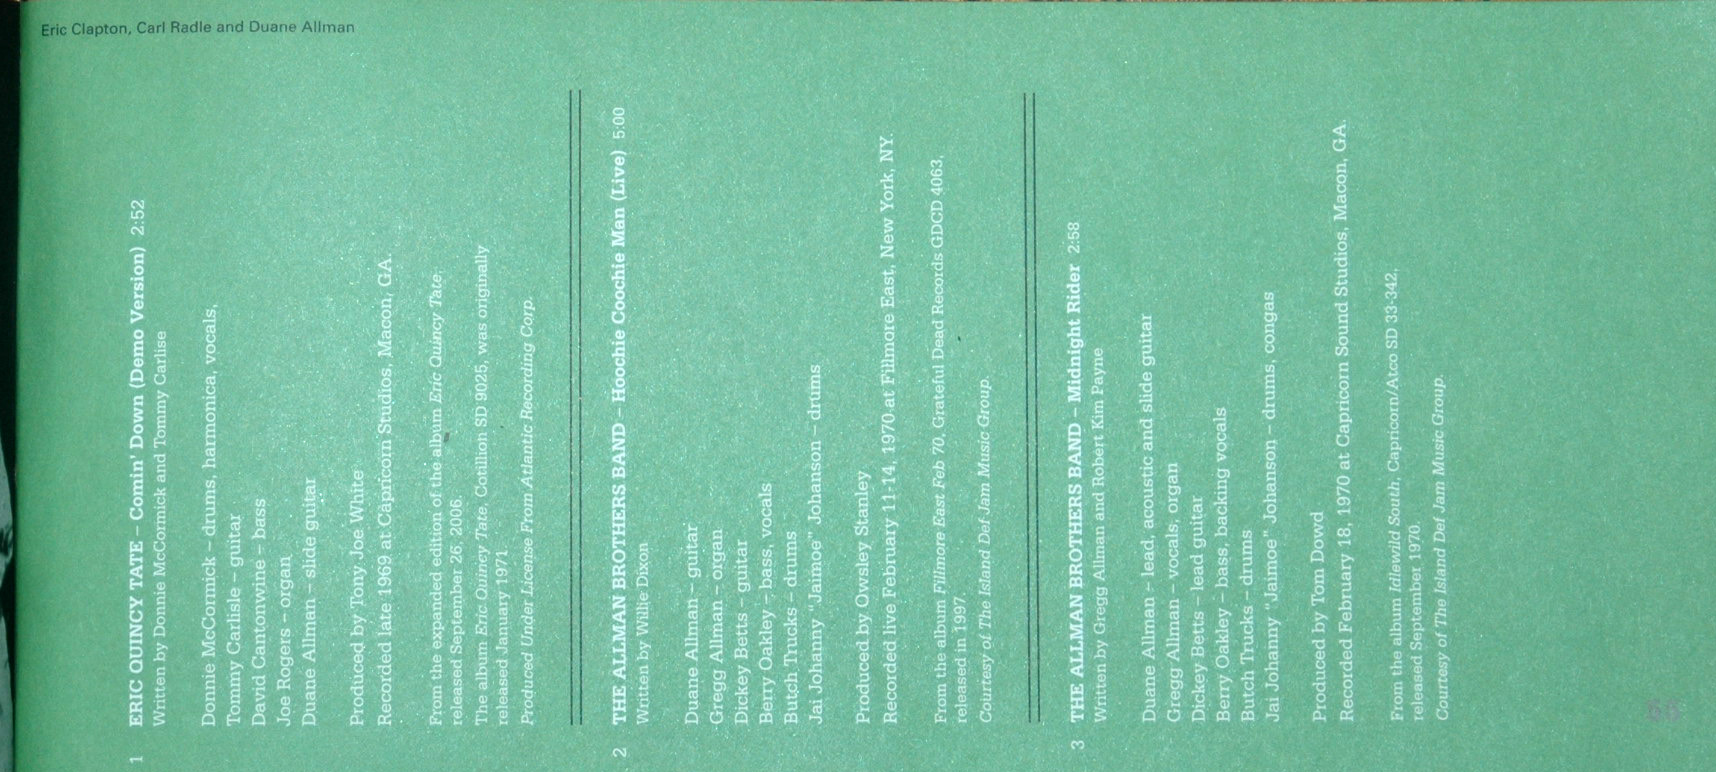 Eric Clapton, Carl Radle and Duane Allman
1 ERIC QUINCY TATE – Comin' Down (Demo Version) 2:52
Written by Donnie McCormick and Tommy Carlise
Donnie McCormick – drums, harmonica, vocals,
Tommy Carlisle – guitar
David Cantonwine – bass
Joe Rogers – organ
Duane Allman – slide guitar
Produced by Tony Joe White
Recorded late 1969 at Capricorn Studios, Macon, GA.
From the expanded edition of the album Eric Quincy Tate,
released September 26, 2006.
The album Eric Quincy Tate, Cotillion SD 9025, was originally
released January 1971.
Produced Under License From Atlantic Recording Corp.
2 THE ALLMAN BROTHERS BAND – Hoochie Coochie Man (Live) 5:00
Written by Willie Dixon
Duane Allman – guitar
Gregg Allman – organ
Dickey Betts – guitar
Berry Oakley – bass, vocals
Butch Trucks – drums
Jai Johanny "Jaimoe" Johanson – drums
Produced by Owsley Stanley
Recorded live February 11-14, 1970 at Fillmore East, New York, NY.
From the album Fillmore East Feb 70, Grateful Dead Records GDCD 4063,
released in 1997.
Courtesy of The Island Def Jam Music Group.
3 THE ALLMAN BROTHERS BAND – Midnight Rider 2:58
Written by Gregg Allman and Robert Kim Payne
Duane Allman – lead, acoustic and slide guitar
Gregg Allman – vocals, organ
Dickey Betts – lead guitar
Berry Oakley – bass, backing vocals
Butch Trucks – drums
Jai Johanny "Jaimoe" Johanson – drums, congas
Produced by Tom Dowd
Recorded February 18, 1970 at Capricorn Sound Studios, Macon, GA.
From the album Idlewild South, Capricorn/Atco SD 33-342,
released September 1970.
Courtesy of The Island Def Jam Music Group.